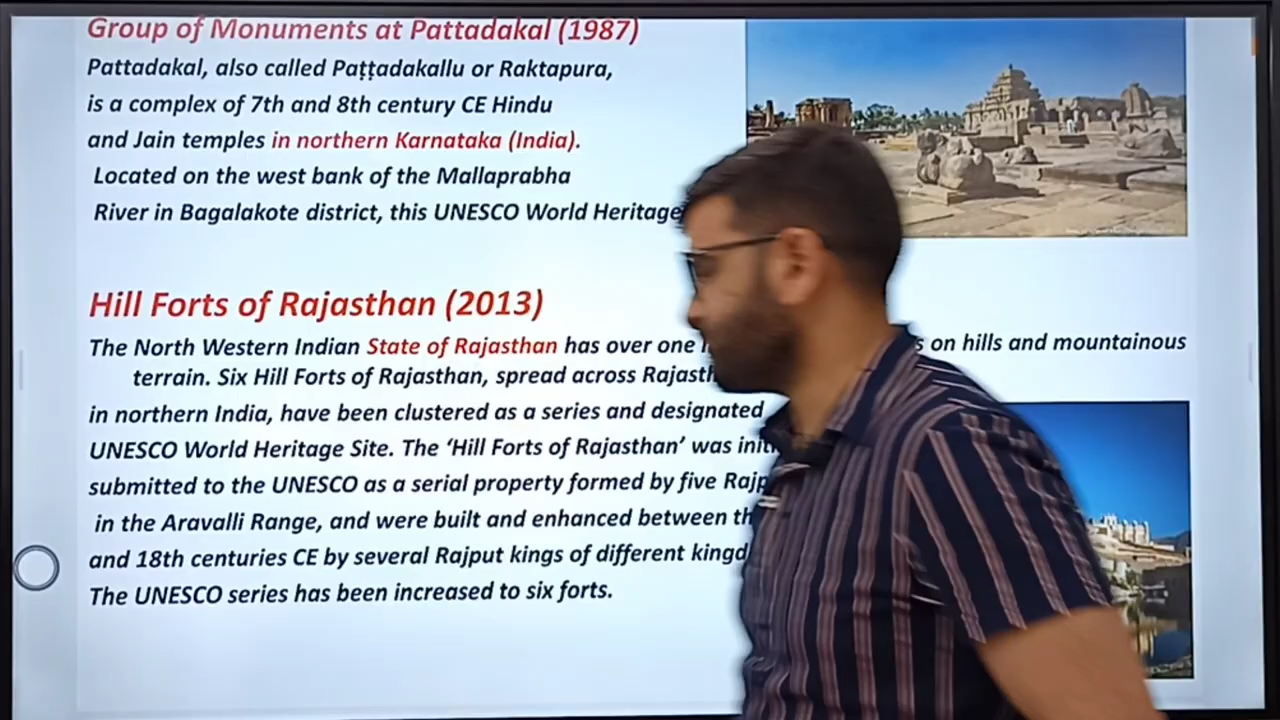 Group of Monuments at Pattadakal (1987)
Pattadakal, also called Paṭṭadakallu or Raktapura,
is a complex of 7th and 8th century CE Hindu
and Jain temples in northern Karnataka (India).
Located on the west bank of the Mallaprabha
River in Bagalakote district, this UNESCO World Heritage
Hill Forts of Rajasthan (2013)
The North Western Indian State of Rajasthan has over one on hills and mountainous
terrain. Six Hill Forts of Rajasthan, spread across
in northern India, have been clustered as a series and designated
UNESCO World Heritage Site. The ‘Hill Forts of Rajasthan’ was
submitted to the UNESCO as a serial property formed by five
in the Aravalli Range, and were built and enhanced between
and 18th centuries CE by several Rajput kings of different
The UNESCO series has been increased to six forts.